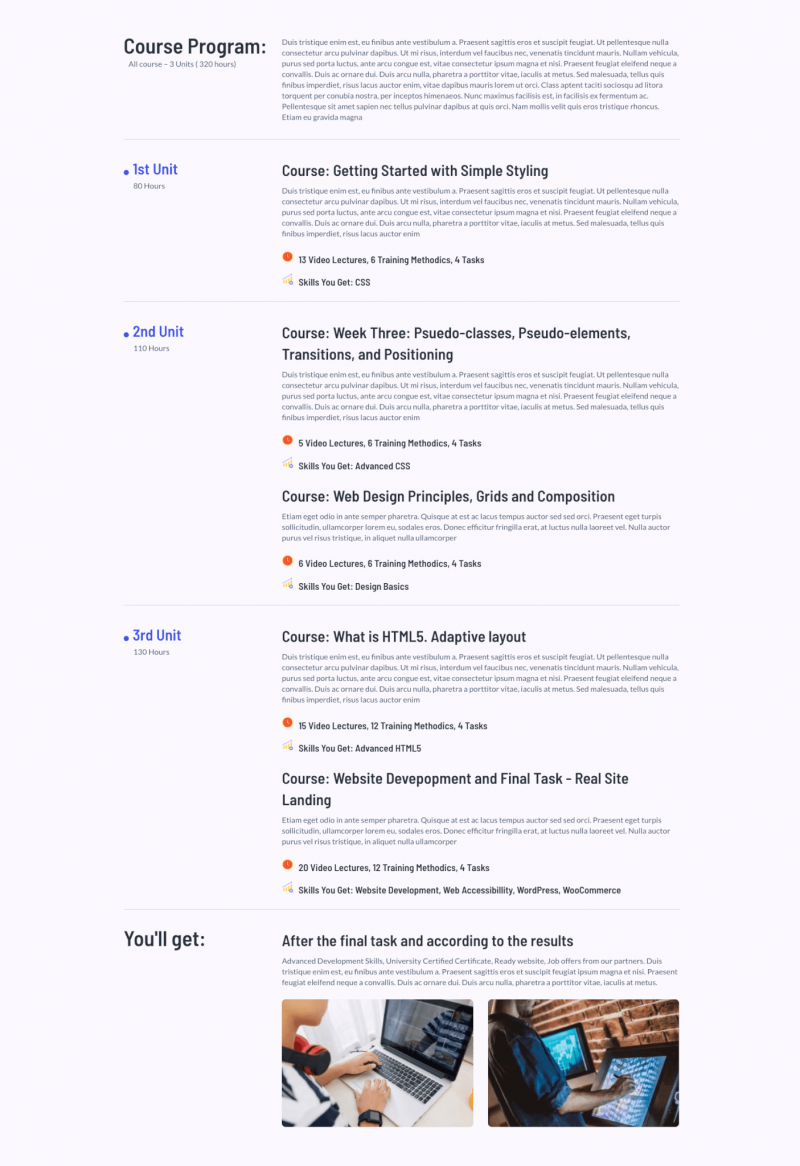 Course Program:
All course – 3 Units ( 320 hours)
Duis tristique enim est, eu finibus ante vestibulum a. Praesent sagittis eros et suscipit feugiat. Ut pellentesque nulla
consectetur arcu pulvinar dapibus. Ut mi risus, interdum vel faucibus nec, venenatis tincidunt mauris. Nullam vehicula,
purus sed porta luctus, ante arcu congue est, vitae consectetur ipsum magna et nisi. Praesent feugiat eleifend neque a
convallis. Duis ac ornare dui. Duis arcu nulla, pharetra a porttitor vitae, iaculis at metus. Sed malesuada, tellus quis
finibus imperdiet, risus lacus auctor enim, vitae dapibus mauris lorem ut orci. Class aptent taciti sociosqu ad litora
torquent per conubia nostra, per inceptos himenaeos. Nunc maximus facilisis est, in facilisis ex fermentum ac.
Pellentesque sit amet sapien nec tellus pulvinar dapibus at quis orci. Nam mollis velit quis eros tristique rhoncus.
Etiam eu gravida magna
1st Unit
80 Hours
Course: Getting Started with Simple Styling
Duis tristique enim est, eu finibus ante vestibulum a. Praesent sagittis eros et suscipit feugiat. Ut pellentesque nulla
consectetur arcu pulvinar dapibus. Ut mi risus, interdum vel faucibus nec, venenatis tincidunt mauris. Nullam vehicula,
purus sed porta luctus, ante arcu congue est, vitae consectetur ipsum magna et nisi. Praesent feugiat eleifend neque a
convallis. Duis ac ornare dui. Duis arcu nulla, pharetra a porttitor vitae, iaculis at metus. Sed malesuada, tellus quis
finibus imperdiet, risus lacus auctor enim
13 Video Lectures, 6 Training Methodics, 4 Tasks
Skills You Get: CSS
2nd Unit
110 Hours
Course: Week Three: Psuedo-classes, Pseudo-elements,
Transitions, and Positioning
Duis tristique enim est, eu finibus ante vestibulum a. Praesent sagittis eros et suscipit feugiat. Ut pellentesque nulla
consectetur arcu pulvinar dapibus. Ut mi risus, interdum vel faucibus nec, venenatis tincidunt mauris. Nullam vehicula,
purus sed porta luctus, ante arcu congue est, vitae consectetur ipsum magna et nisi. Praesent feugiat eleifend neque a
convallis. Duis ac ornare dui. Duis arcu nulla, pharetra a porttitor vitae, iaculis at metus. Sed malesuada, tellus quis
finibus imperdiet, risus lacus auctor enim
5 Video Lectures, 6 Training Methodics, 4 Tasks
Skills You Get: Advanced CSS
Course: Web Design Principles, Grids and Composition
Etiam eget odio in ante semper pharetra. Quisque at est ac lacus tempus auctor sed sed orci. Praesent eget turpis
sollicitudin, ullamcorper lorem eu, sodales eros. Donec efficitur fringilla erat, at luctus nulla laoreet vel. Nulla auctor
purus vel risus tristique, in aliquet nulla ullamcorper
6 Video Lectures, 6 Training Methodics, 4 Tasks
Skills You Get: Design Basics
3rd Unit
130 Hours
Course: What is HTML5. Adaptive layout
Duis tristique enim est, eu finibus ante vestibulum a. Praesent sagittis eros et suscipit feugiat. Ut pellentesque nulla
consectetur arcu pulvinar dapibus. Ut mi risus, interdum vel faucibus nec, venenatis tincidunt mauris. Nullam vehicula,
purus sed porta luctus, ante arcu congue est, vitae consectetur ipsum magna et nisi. Praesent feugiat eleifend neque a
convallis. Duis ac ornare dui. Duis arcu nulla, pharetra a porttitor vitae, iaculis at metus. Sed malesuada, tellus quis
finibus imperdiet, risus lacus auctor enim
15 Video Lectures, 12 Training Methodics, 4 Tasks
Skills You Get: Advanced HTML5
Course: Website Devepopment and Final Task - Real Site
Landing
Etiam eget odio in ante semper pharetra. Quisque at est ac lacus tempus auctor sed sed orci. Praesent eget turpis
sollicitudin, ullamcorper lorem eu, sodales eros. Donec efficitur fringilla erat, at luctus nulla laoreet vel. Nulla auctor
purus vel risus tristique, in aliquet nulla ullamcorper
20 Video Lectures, 12 Training Methodics, 4 Tasks
Skills You Get: Website Development, Web Accessibillity, WordPress, WooCommerce
You'll get:
After the final task and according to the results
Advanced Development Skills, University Certified Certificate, Ready website, Job offers from our partners. Duis
tristique enim est, eu finibus ante vestibulum a. Praesent sagittis eros et suscipit feugiat ipsum magna et nisi. Praesent
feugiat eleifend neque a convallis. Duis ac ornare dui. Duis arcu nulla, pharetra a porttitor vitae, iaculis at metus.